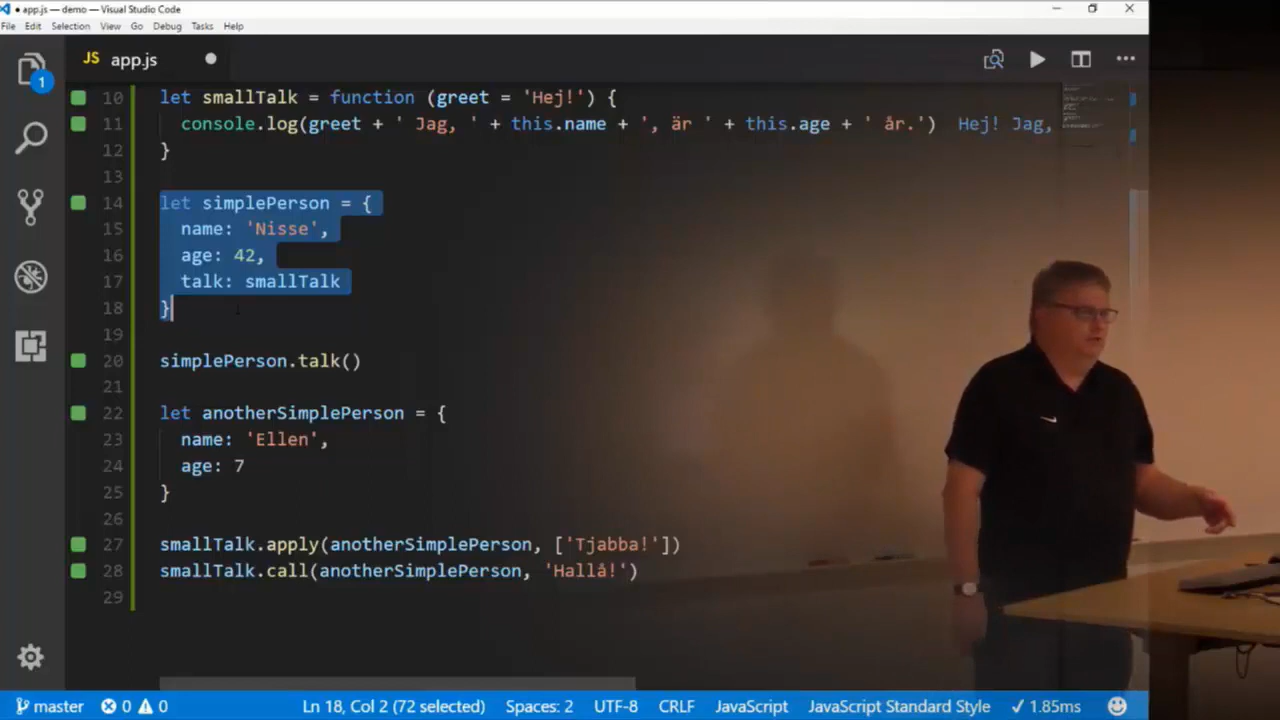 ● app.js — demo — Visual Studio Code
File Edit Selection View Go Debug Tasks Help
JS app.js ●
1
10 let smallTalk = function (greet = 'Hej!') {
11 console.log(greet + ' Jag, ' + this.name + ', är ' + this.age + ' år.') Hej! Jag,
12 }
13
14 let simplePerson = {
15 name: 'Nisse',
16 age: 42,
17 talk: smallTalk
18 }
19
20 simplePerson.talk()
21
22 let anotherSimplePerson = {
23 name: 'Ellen',
24 age: 7
25 }
26
27 smallTalk.apply(anotherSimplePerson, ['Tjabba!'])
28 smallTalk.call(anotherSimplePerson, 'Hallå!')
29
master 0 0 Ln 18, Col 2 (72 selected) Spaces: 2 UTF-8 CRLF JavaScript JavaScript Standard Style ✓ 1.85ms